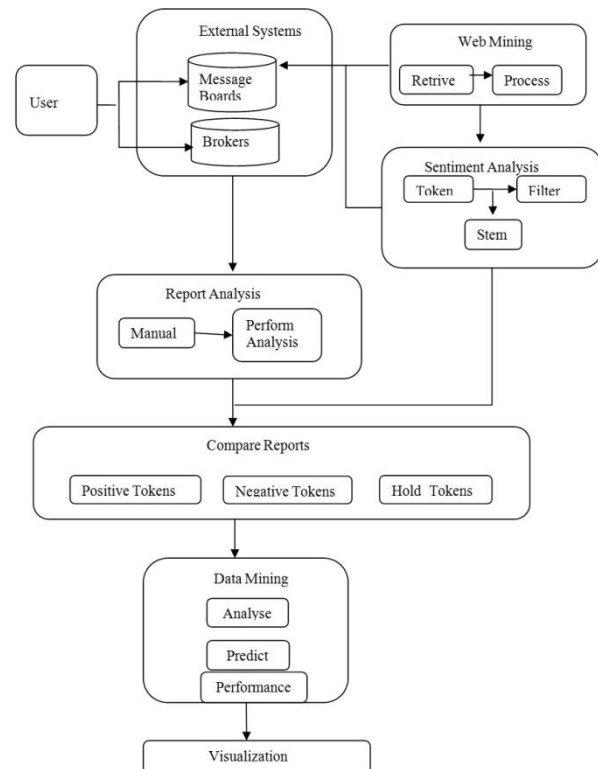 External Systems
Message
Boards
Brokers
User
Web Mining
Retrive
Process
Sentiment Analysis
Token
Filter
Stem
Report Analysis
Manual
Perform
Analysis
Compare Reports
Positive Tokens
Negative Tokens
Hold Tokens
Data Mining
Analyse
Predict
Performance
Visualization